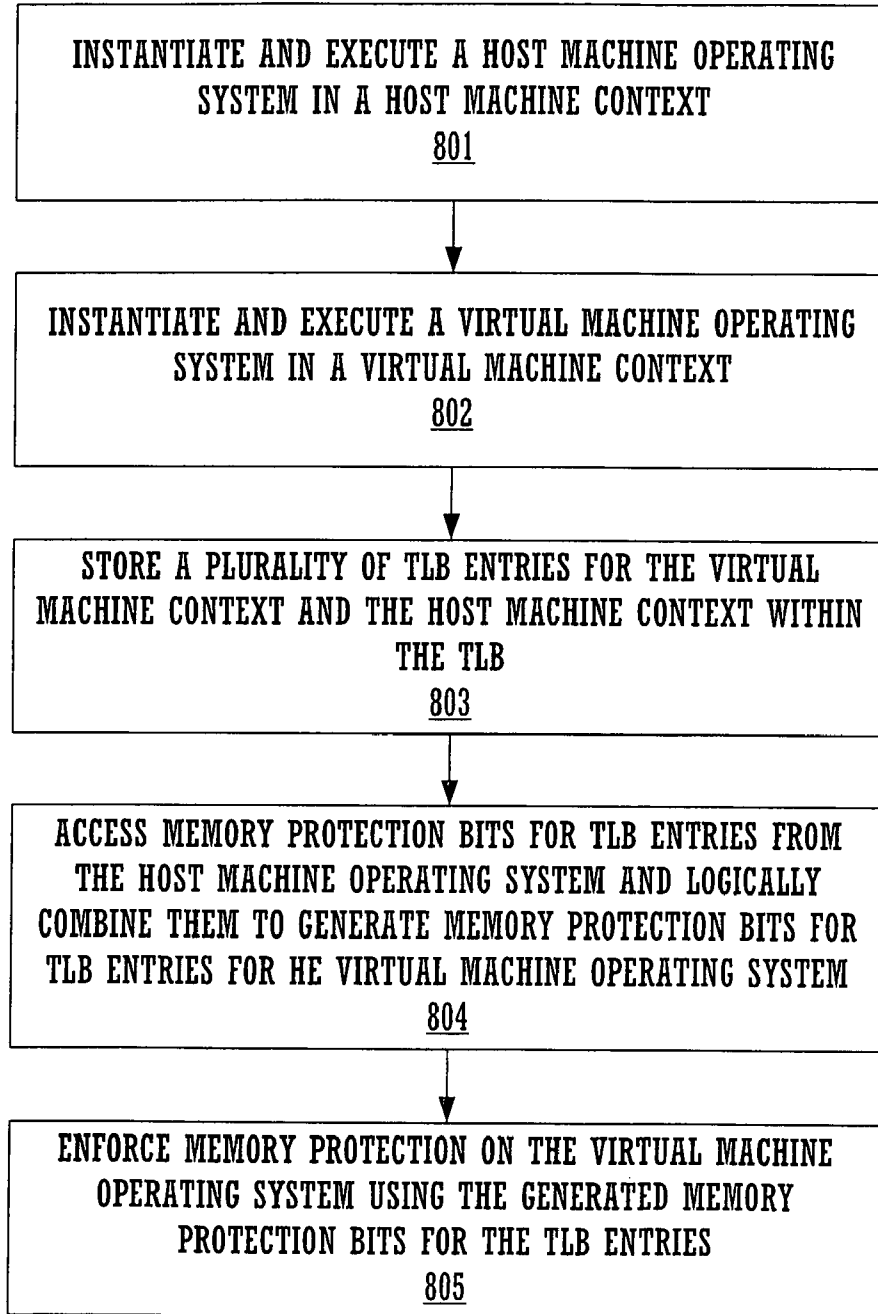 INSTANTIATE AND EXECUTE A HOST MACHINE OPERATING
SYSTEM IN A HOST MACHINE CONTEXT
801
INSTANTIATE AND EXECUTE A VIRTUAL MACHINE OPERATING
SYSTEM IN A VIRTUAL MACHINE CONTEXT
802
STORE A PLURALITY OF TLB ENTRIES FOR THE VIRTUAL
MACHINE CONTEXT AND THE HOST MACHINE CONTEXT WITHIN
THE TLB
803
ACCESS MEMORY PROTECTION BITS FOR TLB ENTRIES FROM
THE HOST MACHINE OPERATING SYSTEM AND LOGICALLY
COMBINE THEM TO GENERATE MEMORY PROTECTION BITS FOR
TLB ENTRIES FOR HE VIRTUAL MACHINE OPERATING SYSTEM
804
ENFORCE MEMORY PROTECTION ON THE VIRTUAL MACHINE
OPERATING SYSTEM USING THE GENERATED MEMORY
PROTECTION BITS FOR THE TLB ENTRIES
805